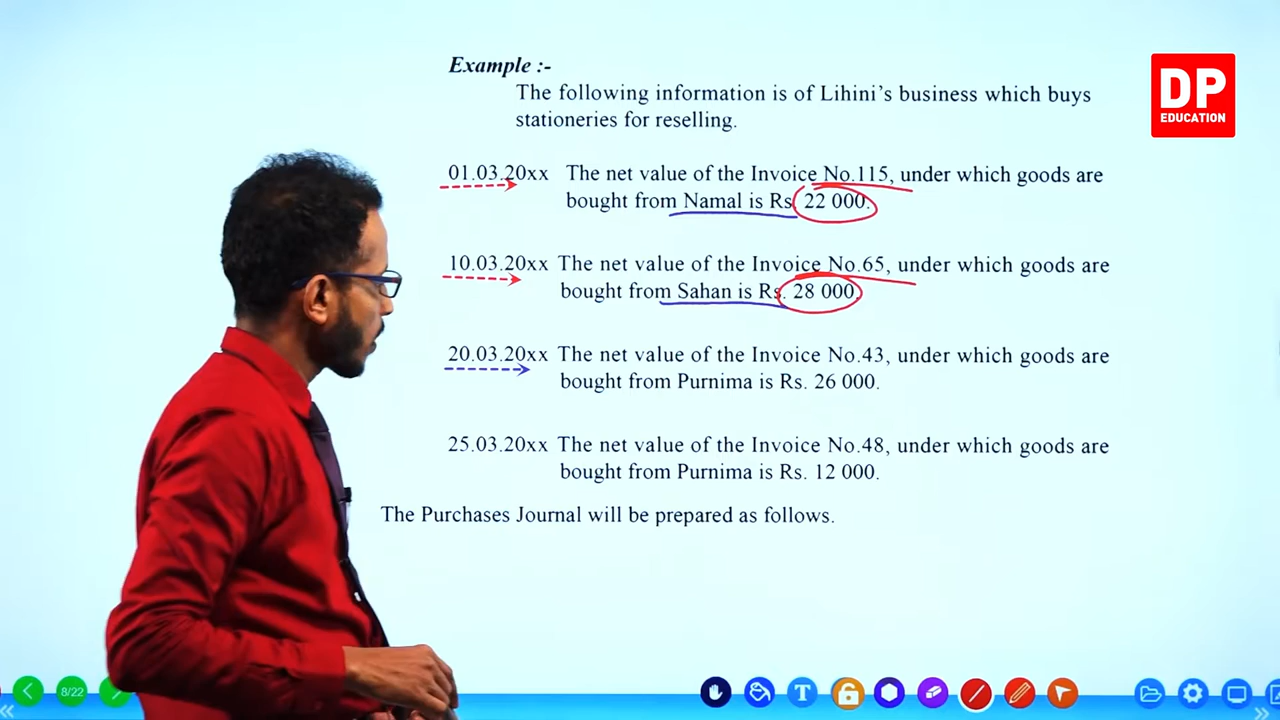 Example :-
The following information is of Lihini's business which buys
stationeries for reselling.
DP
EDUCATION
01.03.20xx The net value of the Invoice No.115, under which goods are
bought from Namal is Rs. 22 000.
10.03.20xx The net value of the Invoice No.65, under which goods are
bought from Sahan is Rs. 28 000.
20.03.20xx The net value of the Invoice No.43, under which goods are
bought from Purnima is Rs. 26 000.
25.03.20xx The net value of the Invoice No.48, under which goods are
bought from Purnima is Rs. 12 000.
The Purchases Journal will be prepared as follows.
8/22
T